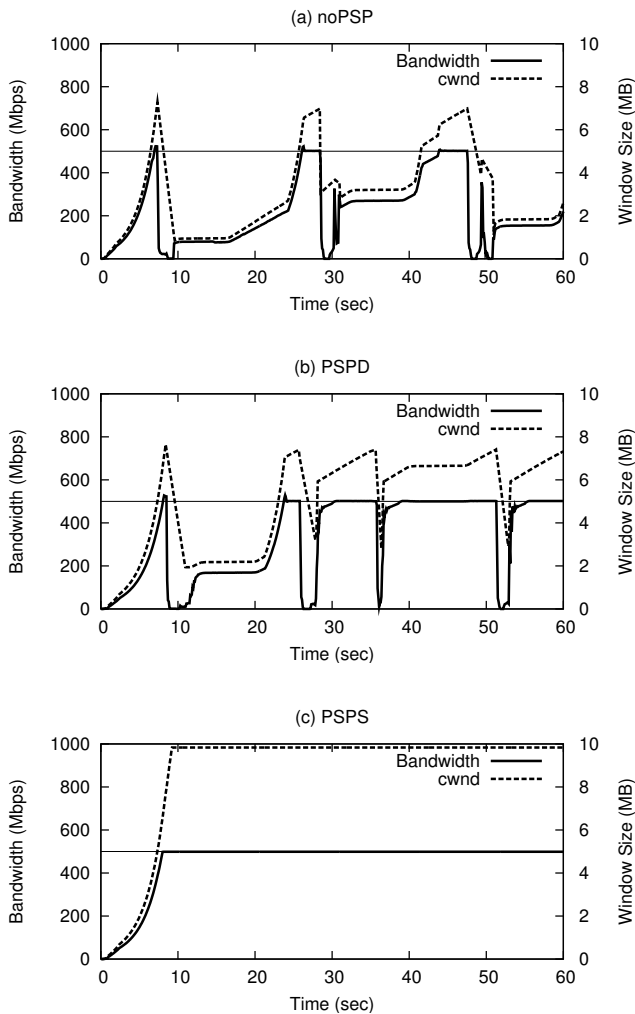 (a) noPSP
1000
800
600
400
200
0
Bandwidth (Mbps)
Bandwidth
cwnd
10
8
6
4
2
0
Window Size (MB)
0 10 20 30 40 50 60
Time (sec)
(b) PSPD
1000
800
600
400
200
0
Bandwidth (Mbps)
Bandwidth
cwnd
10
8
6
4
2
0
Window Size (MB)
0 10 20 30 40 50 60
Time (sec)
(c) PSPS
1000
800
600
400
200
0
Bandwidth (Mbps)
Bandwidth
cwnd
10
8
6
4
2
0
Window Size (MB)
0 10 20 30 40 50 60
Time (sec)